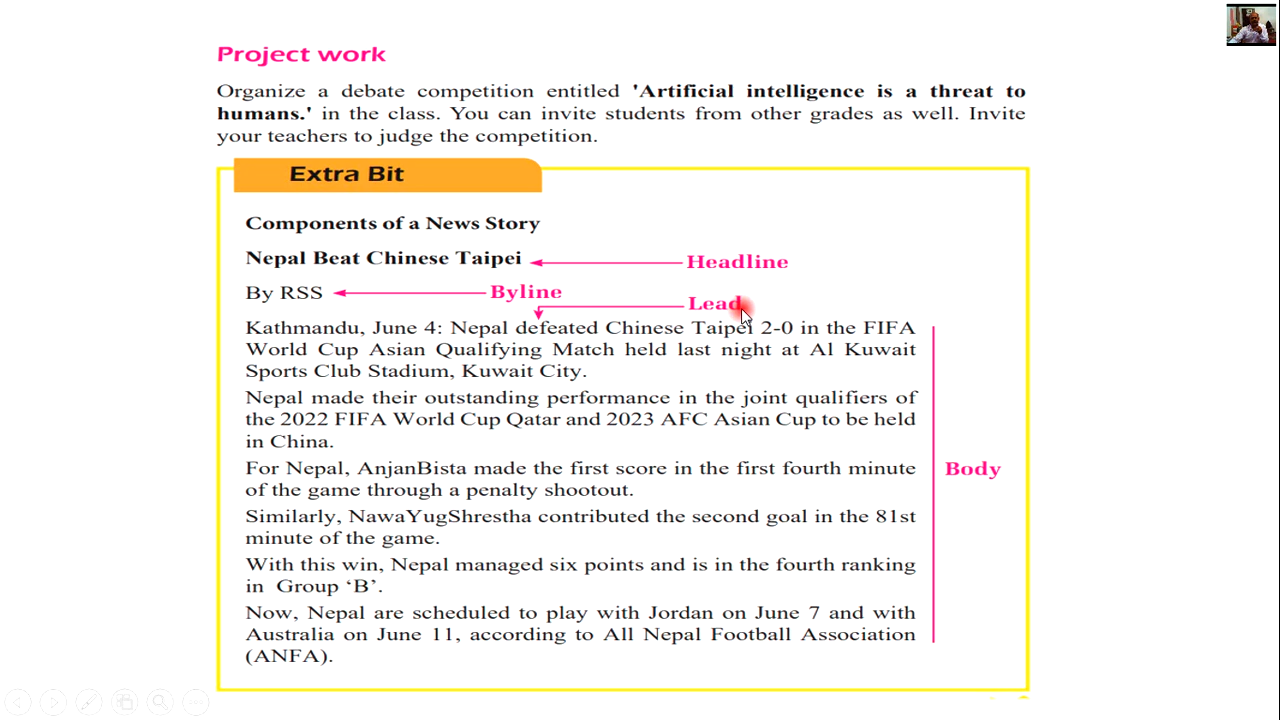 Project work
Organize a debate competition entitled 'Artificial intelligence is a threat to
humans.' in the class. You can invite students from other grades as well. Invite
your teachers to judge the competition.
Extra Bit
Components of a News Story
Nepal Beat Chinese Taipei
Headline
By RSS
Byline
Lead
Kathmandu, June 4: Nepal defeated Chinese Taipei 2-0 in the FIFA
World Cup Asian Qualifying Match held last night at Al Kuwait
Sports Club Stadium, Kuwait City.
Nepal made their outstanding performance in the joint qualifiers of
the 2022 FIFA World Cup Qatar and 2023 AFC Asian Cup to be held
in China.
For Nepal, AnjanBista made the first score in the first fourth minute
of the game through a penalty shootout.
Body
Similarly, NawaYugShrestha contributed the second goal in the 81st
minute of the game.
With this win, Nepal managed six points and is in the fourth ranking
in Group ‘B’.
Now, Nepal are scheduled to play with Jordan on June 7 and with
Australia on June 11, according to All Nepal Football Association
(ANFA).